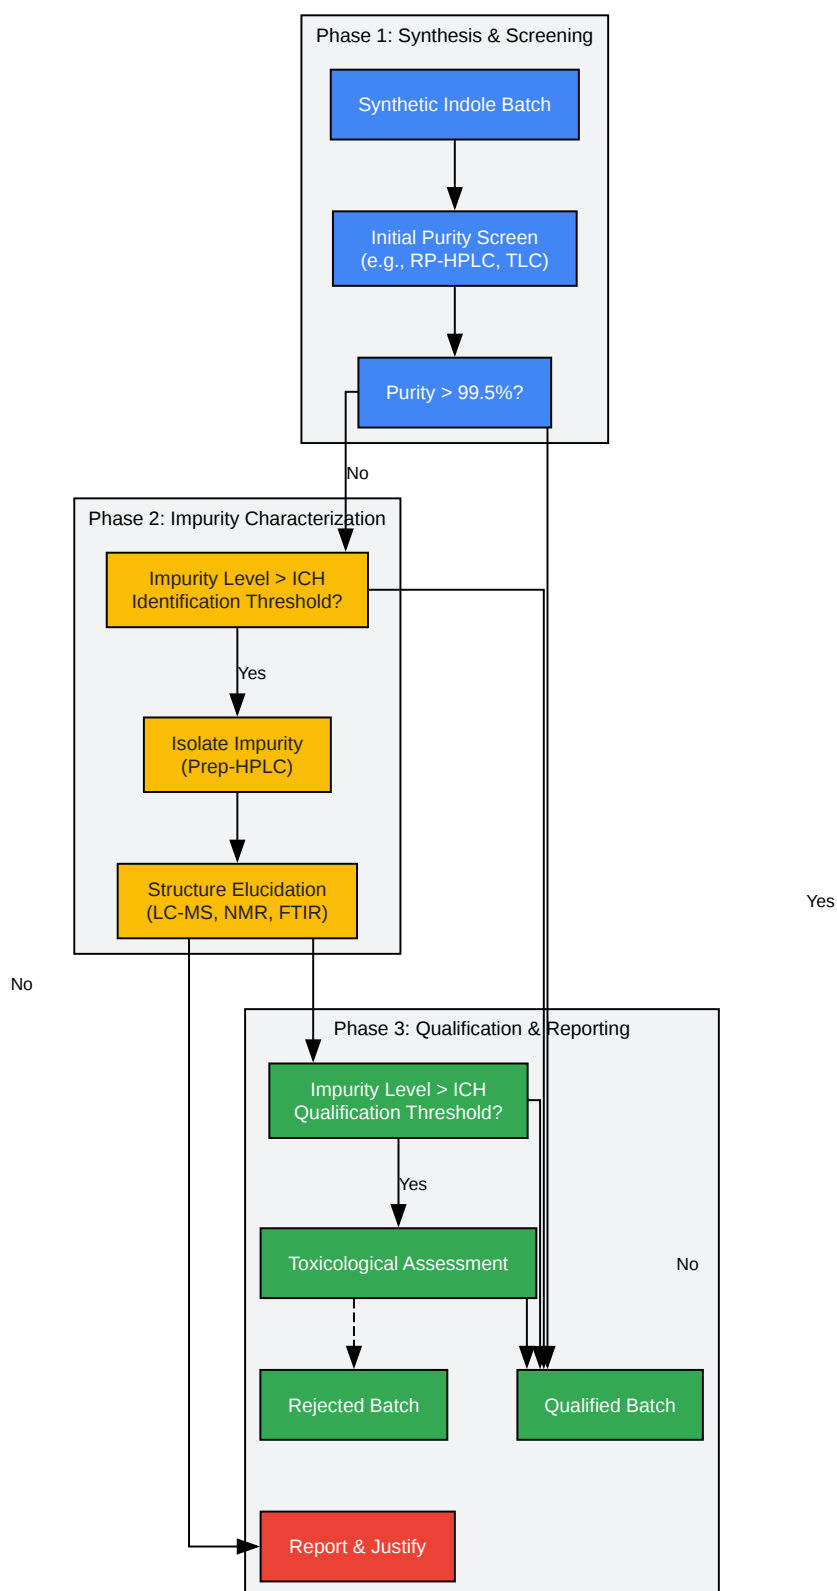 Phase 1: Synthesis & Screening
Synthetic Indole Batch
Initial Purity Screen
(e.g., RP-HPLC, TLC)
Purity > 99.5%?
No
Phase 2: Impurity Characterization
Impurity Level > ICH
Identification Threshold?
Yes
Isolate Impurity
(Prep-HPLC)
Structure Elucidation
(LC-MS, NMR, FTIR)
Yes
No
Phase 3: Qualification & Reporting
Impurity Level > ICH
Qualification Threshold?
Yes
Toxicological Assessment
No
Rejected Batch
Qualified Batch
Report & Justify